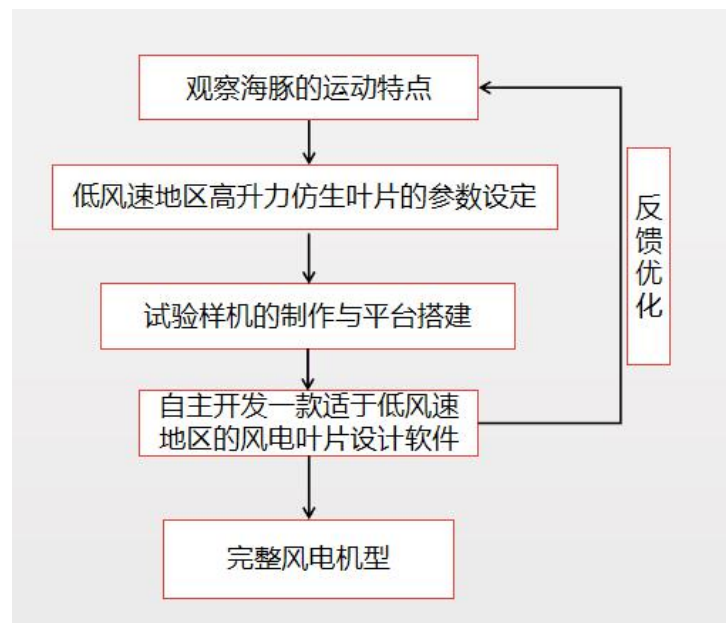 观察海豚的运动特点
低风速地区高升力仿生叶片的参数设定
试验样机的制作与平台搭建
自主开发一款适于低风速
地区的风电叶片设计软件
完整风电机型
反馈优化